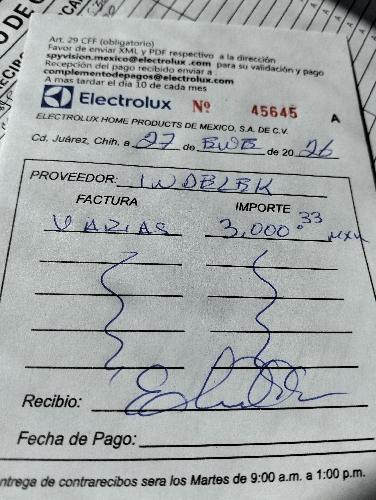 Art. 29 CFF (obligatorio)
Favor de enviar XML y PDF respectivo a la dirección
spyvision.mexico@electrolux.com para su validación y pago
Recepción del pago recibido enviar a :
complementodepagos@electrolux.com
A mas tardar el dia 10 de cada mes
Electrolux Nº 45645 A
ELECTROLUX HOME PRODUCTS DE MEXICO, S.A. DE C.V.
Cd. Juárez, Chih. a 27 de ENE de 20 26
PROVEEDOR: INDELEK
FACTURA IMPORTE
VARIAS 3,000.33 MXN
Recibio:
Fecha de Pago:
ntrega de contrarecibos sera los Martes de 9:00 a.m. a 1:00 p.m.